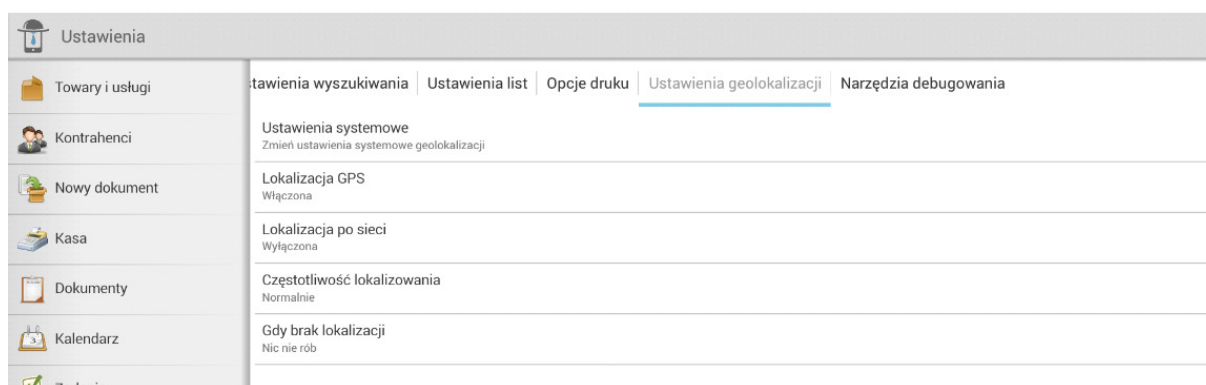 Ustawienia
Towary i usługi
Kontrahenci
Nowy dokument
Kasa
Dokumenty
Kalendarz
tawienia wyszukiwania Ustawienia list Opcje druku Ustawienia geolokalizacji Narzędzia debugowania
Ustawienia systemowe
Zmień ustawienia systemowe geolokalizacji
Lokalizacja GPS
Włączona
Lokalizacja po sieci
Wyłączona
Częstotliwość lokalizowania
Normalnie
Gdy brak lokalizacji
Nic nie rób